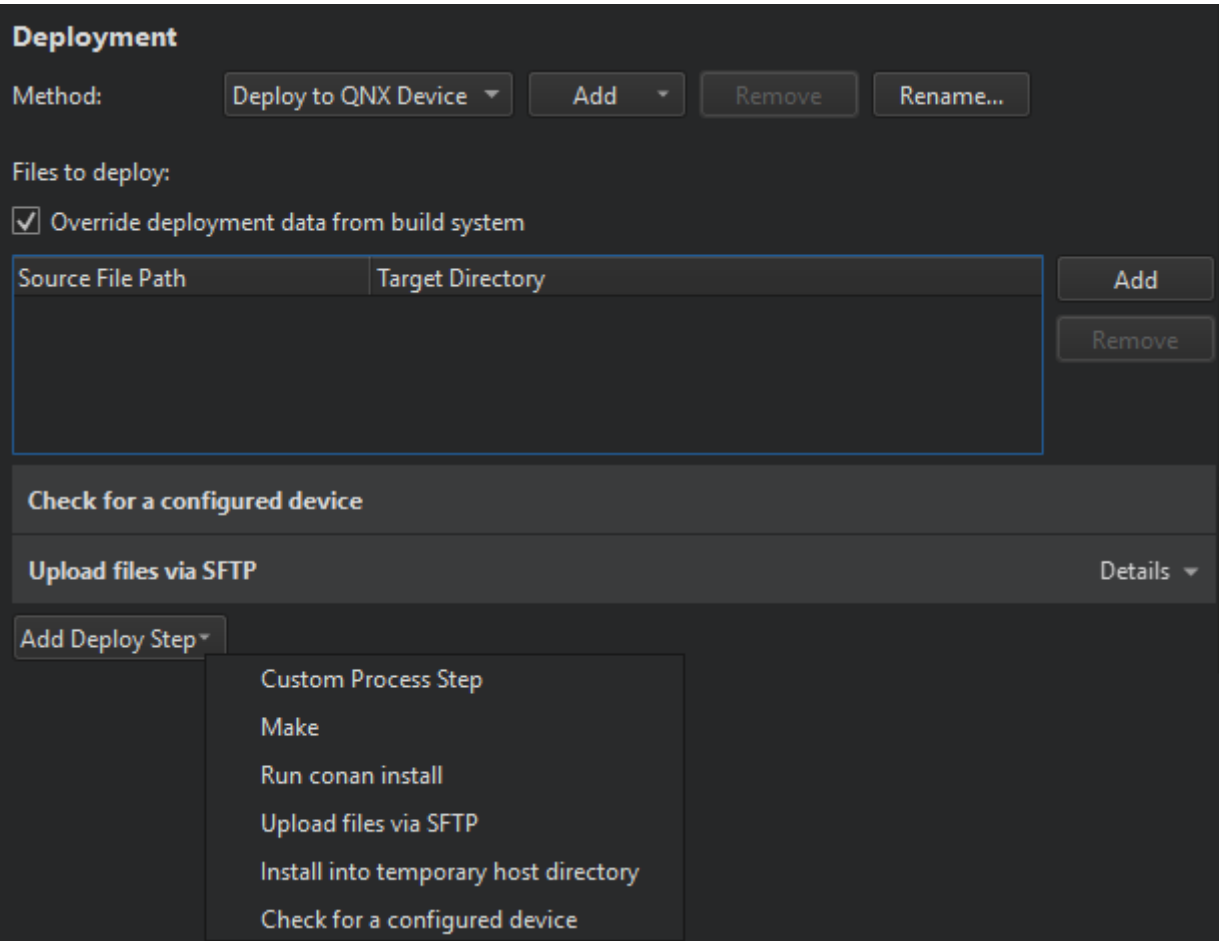 Deployment
Method: Deploy to QNX Device Add Remove Rename...
Files to deploy:
Override deployment data from build system
Source File Path Target Directory Add
Remove
Check for a configured device
Upload files via SFTP Details
Add Deploy Step
Custom Process Step
Make
Run conan install
Upload files via SFTP
Install into temporary host directory
Check for a configured device